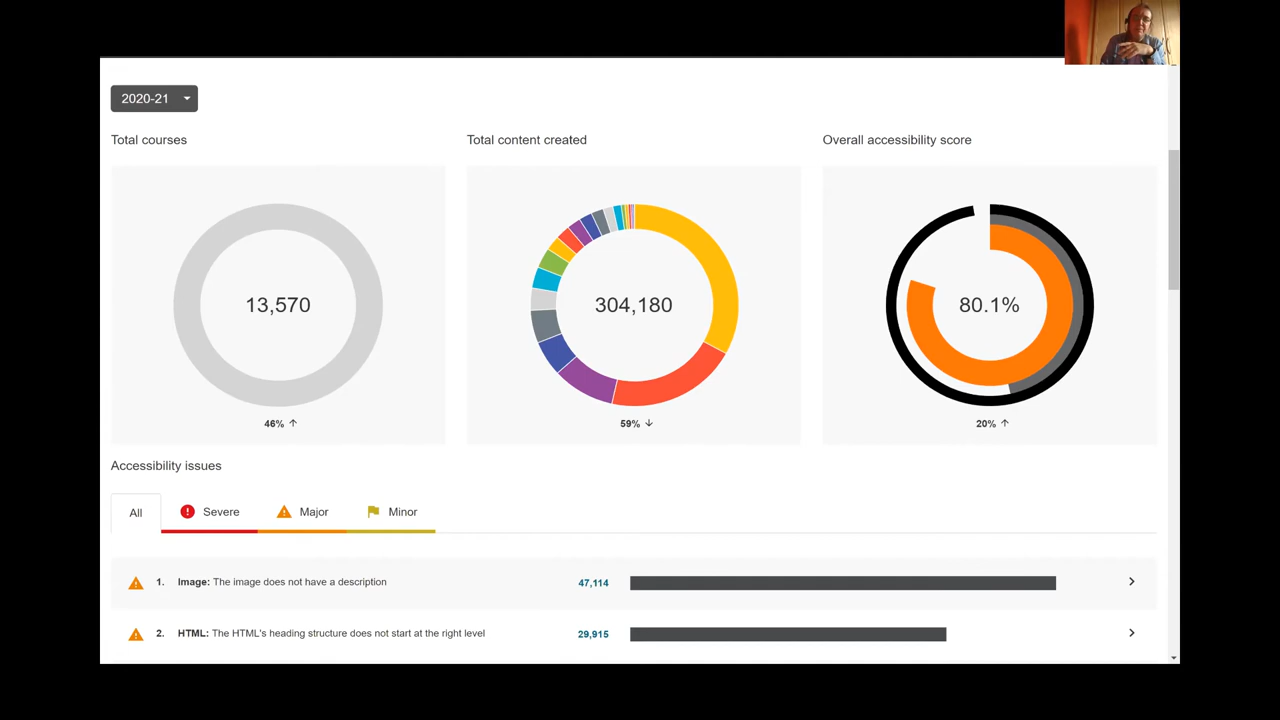 2020-21
Total courses
Total content created
Overall accessibility score
13,570
304,180
80.1%
46% ↑
59% ↓
20% ↑
Accessibility issues
All
Severe
Major
Minor
1. Image: The image does not have a description 47,114
2. HTML: The HTML's heading structure does not start at the right level 29,915